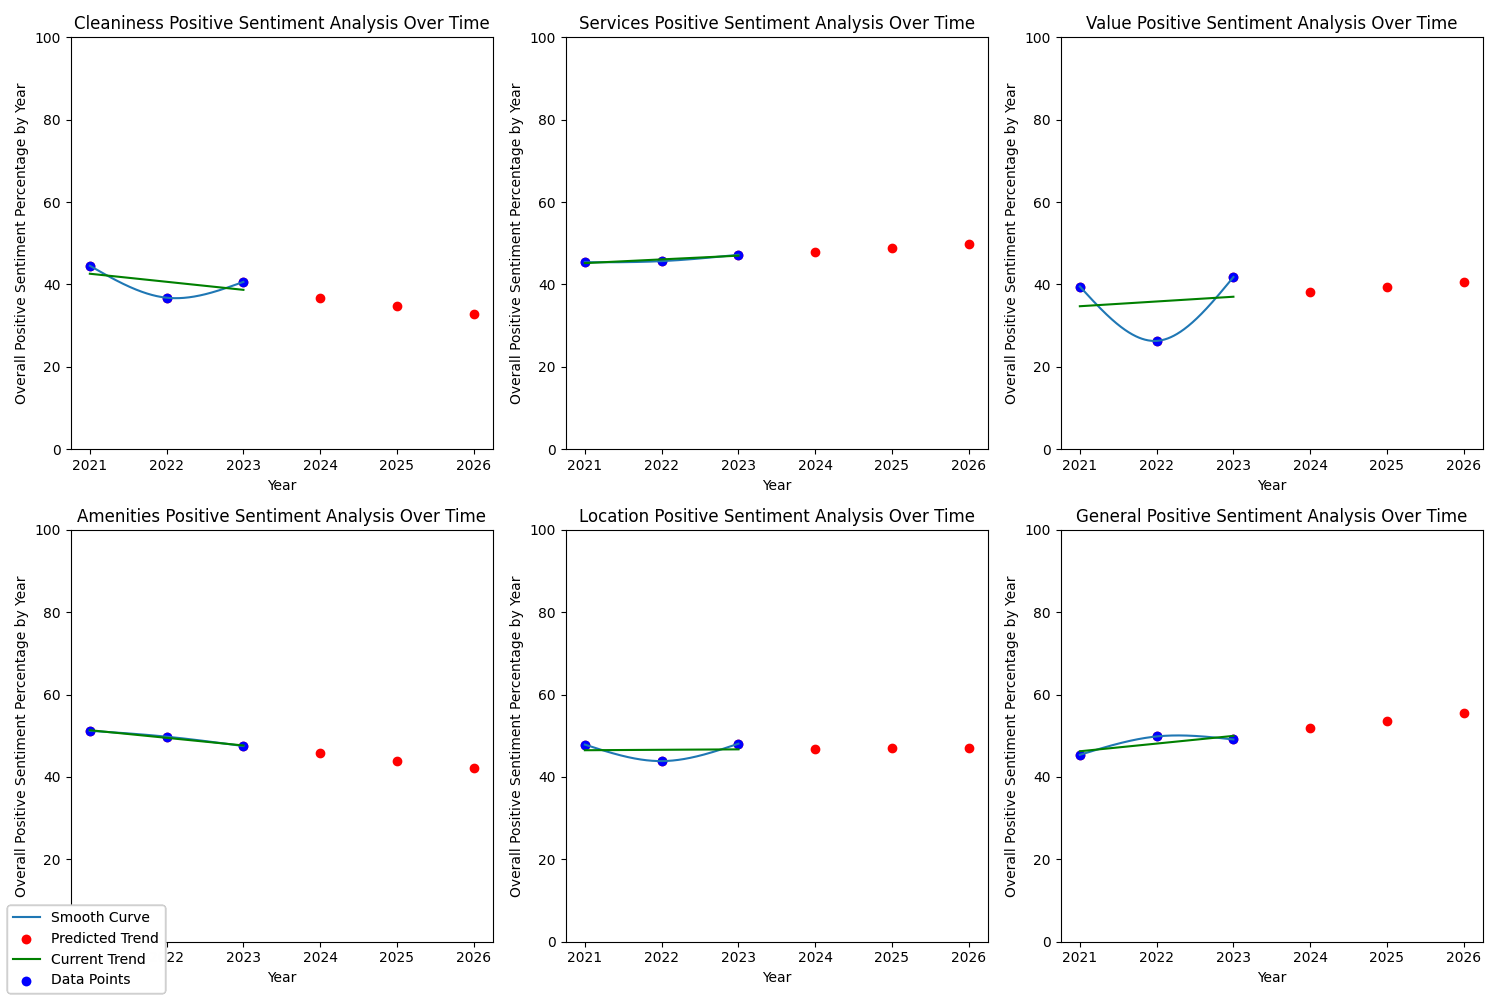 Cleaniness Positive Sentiment Analysis Over Time
Overall Positive Sentiment Percentage by Year
100
80
60
40
20
0
2021 2022 2023 2024 2025 2026
Year
Services Positive Sentiment Analysis Over Time
Overall Positive Sentiment Percentage by Year
100
80
60
40
20
0
2021 2022 2023 2024 2025 2026
Year
Value Positive Sentiment Analysis Over Time
Overall Positive Sentiment Percentage by Year
100
80
60
40
20
0
2021 2022 2023 2024 2025 2026
Year
Amenities Positive Sentiment Analysis Over Time
Overall Positive Sentiment Percentage by Year
100
80
60
40
20
22 2023 2024 2025 2026
Year
Smooth Curve
Predicted Trend
Current Trend
Data Points
Location Positive Sentiment Analysis Over Time
Overall Positive Sentiment Percentage by Year
100
80
60
40
20
0
2021 2022 2023 2024 2025 2026
Year
General Positive Sentiment Analysis Over Time
Overall Positive Sentiment Percentage by Year
100
80
60
40
20
0
2021 2022 2023 2024 2025 2026
Year